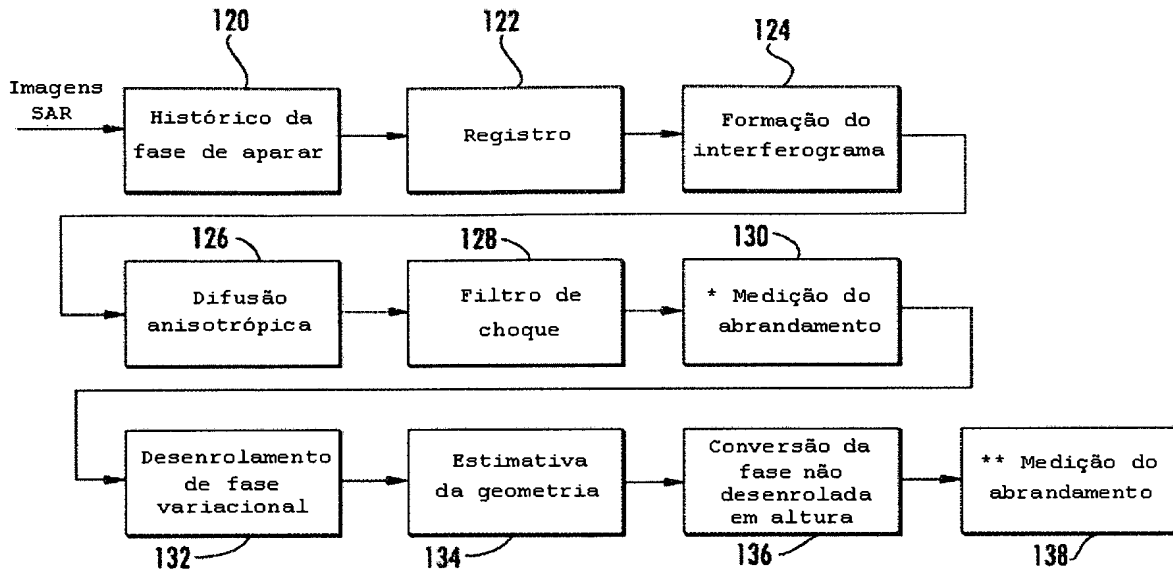 120
122
124
Imagens
SAR
Histórico da
fase de aparar
Registro
Formação do
interferograma
126
128
130
Difusão
anisotrópica
Filtro de
choque
* Medição do
abrandamento
Desenrolamento
de fase
variacional
Estimativa
da geometria
Conversão da
fase não
desenrolada
em altura
** Medição do
abrandamento
132
134
136
138